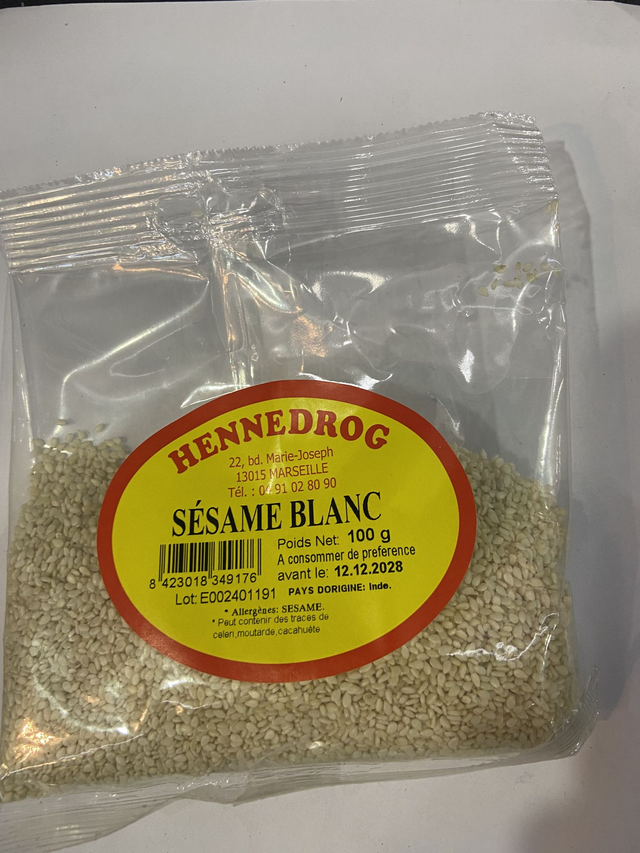 HENNEDROG
22, bd. Marie-Joseph
13015 MARSEILLE
Tél. : 04 91 02 80 90
SÉSAME BLANC
Poids Net: 100 g
A consommer de preference
avant le: 12.12.2028
8 423018 349176
Lot: E002401191 PAYS DORIGINE: Inde.
* Allergènes: SESAME.
* Peut contenir des traces de
celeri,moutarde,cacahuète